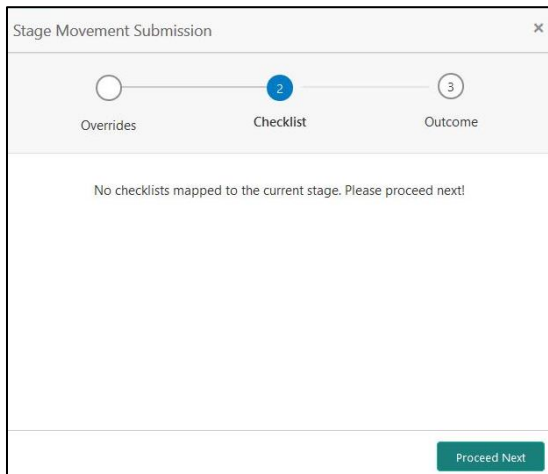 Stage Movement Submission ×
2 3
Overrides Checklist Outcome
No checklists mapped to the current stage. Please proceed next!
Proceed Next